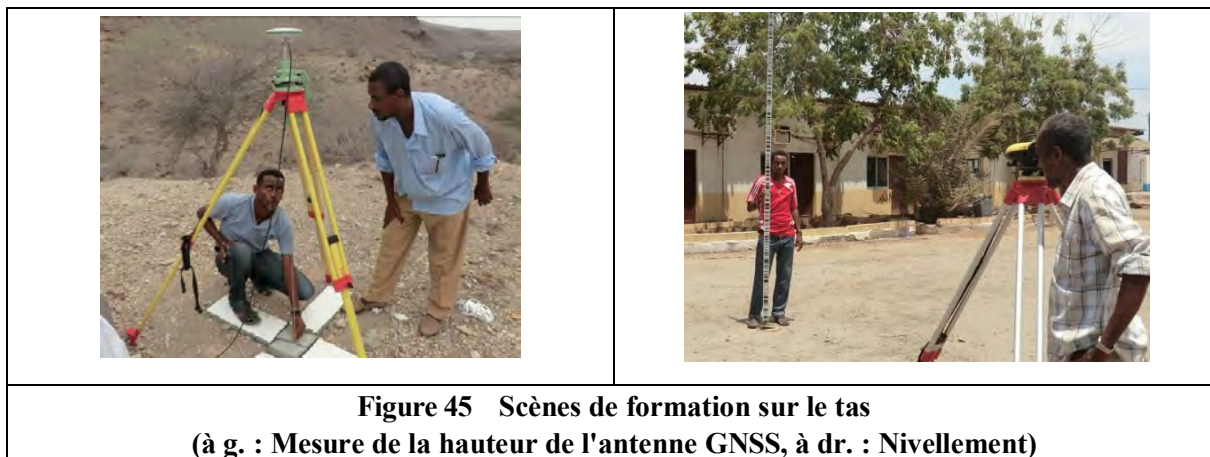 Figure 45 Scènes de formation sur le tas
(à g. : Mesure de la hauteur de l'antenne GNSS, à dr. : Nivellement)